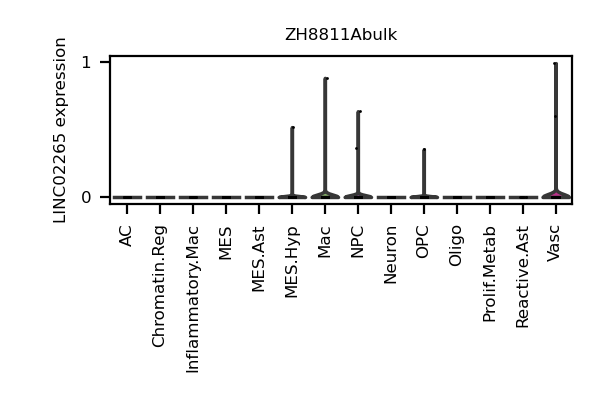 ZH8811Abulk
LINC02265 expression
1
0
AC
Chromatin.Reg
Inflammatory.Mac
MES
MES.Ast
MES.Hyp
Mac
NPC
Neuron
OPC
Oligo
Prolif.Metab
Reactive.Ast
Vasc